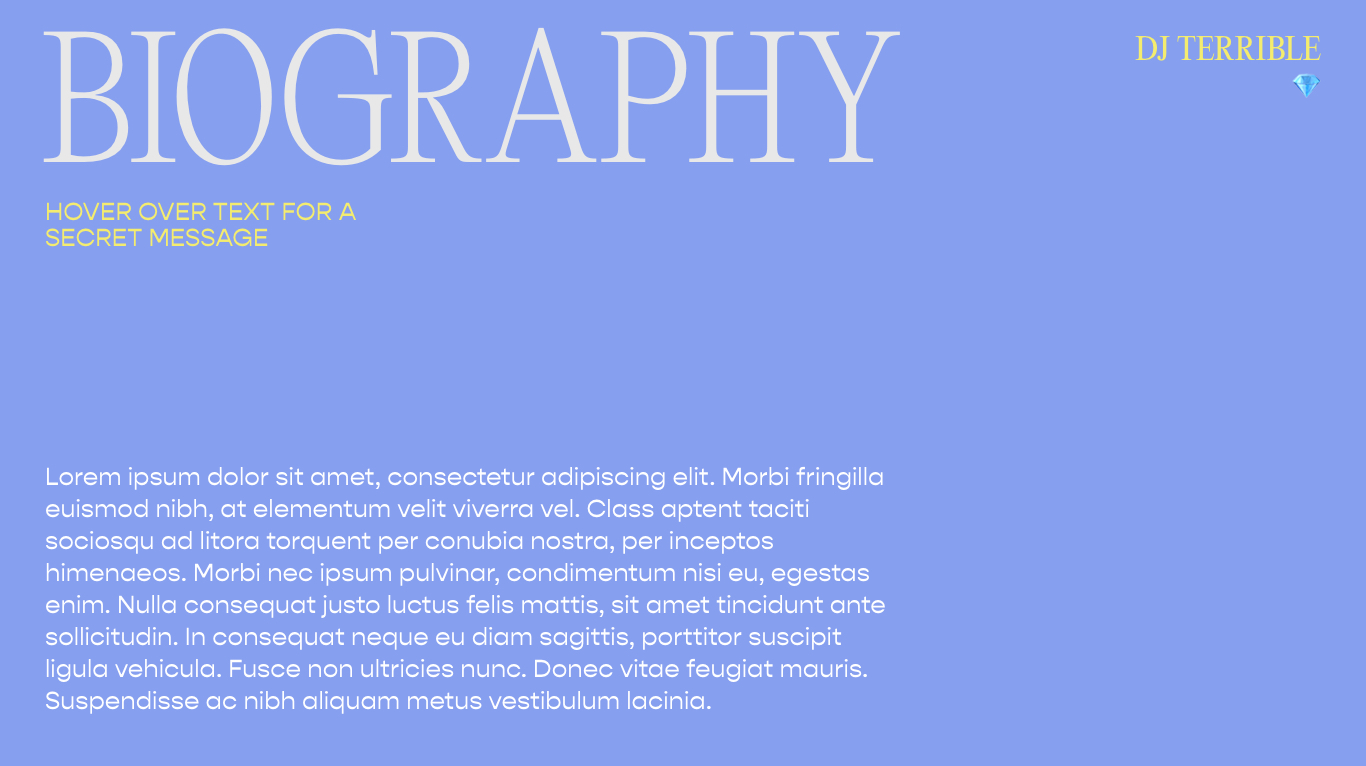 BIOGRAPHY
DJ TERRIBLE
HOVER OVER TEXT FOR A
SECRET MESSAGE
Lorem ipsum dolor sit amet, consectetur adipiscing elit. Morbi fringilla
euismod nibh, at elementum velit viverra vel. Class aptent taciti
sociosqu ad litora torquent per conubia nostra, per inceptos
himenaeos. Morbi nec ipsum pulvinar, condimentum nisi eu, egestas
enim. Nulla consequat justo luctus felis mattis, sit amet tincidunt ante
sollicitudin. In consequat neque eu diam sagittis, porttitor suscipit
ligula vehicula. Fusce non ultricies nunc. Donec vitae feugiat mauris.
Suspendisse ac nibh aliquam metus vestibulum lacinia.